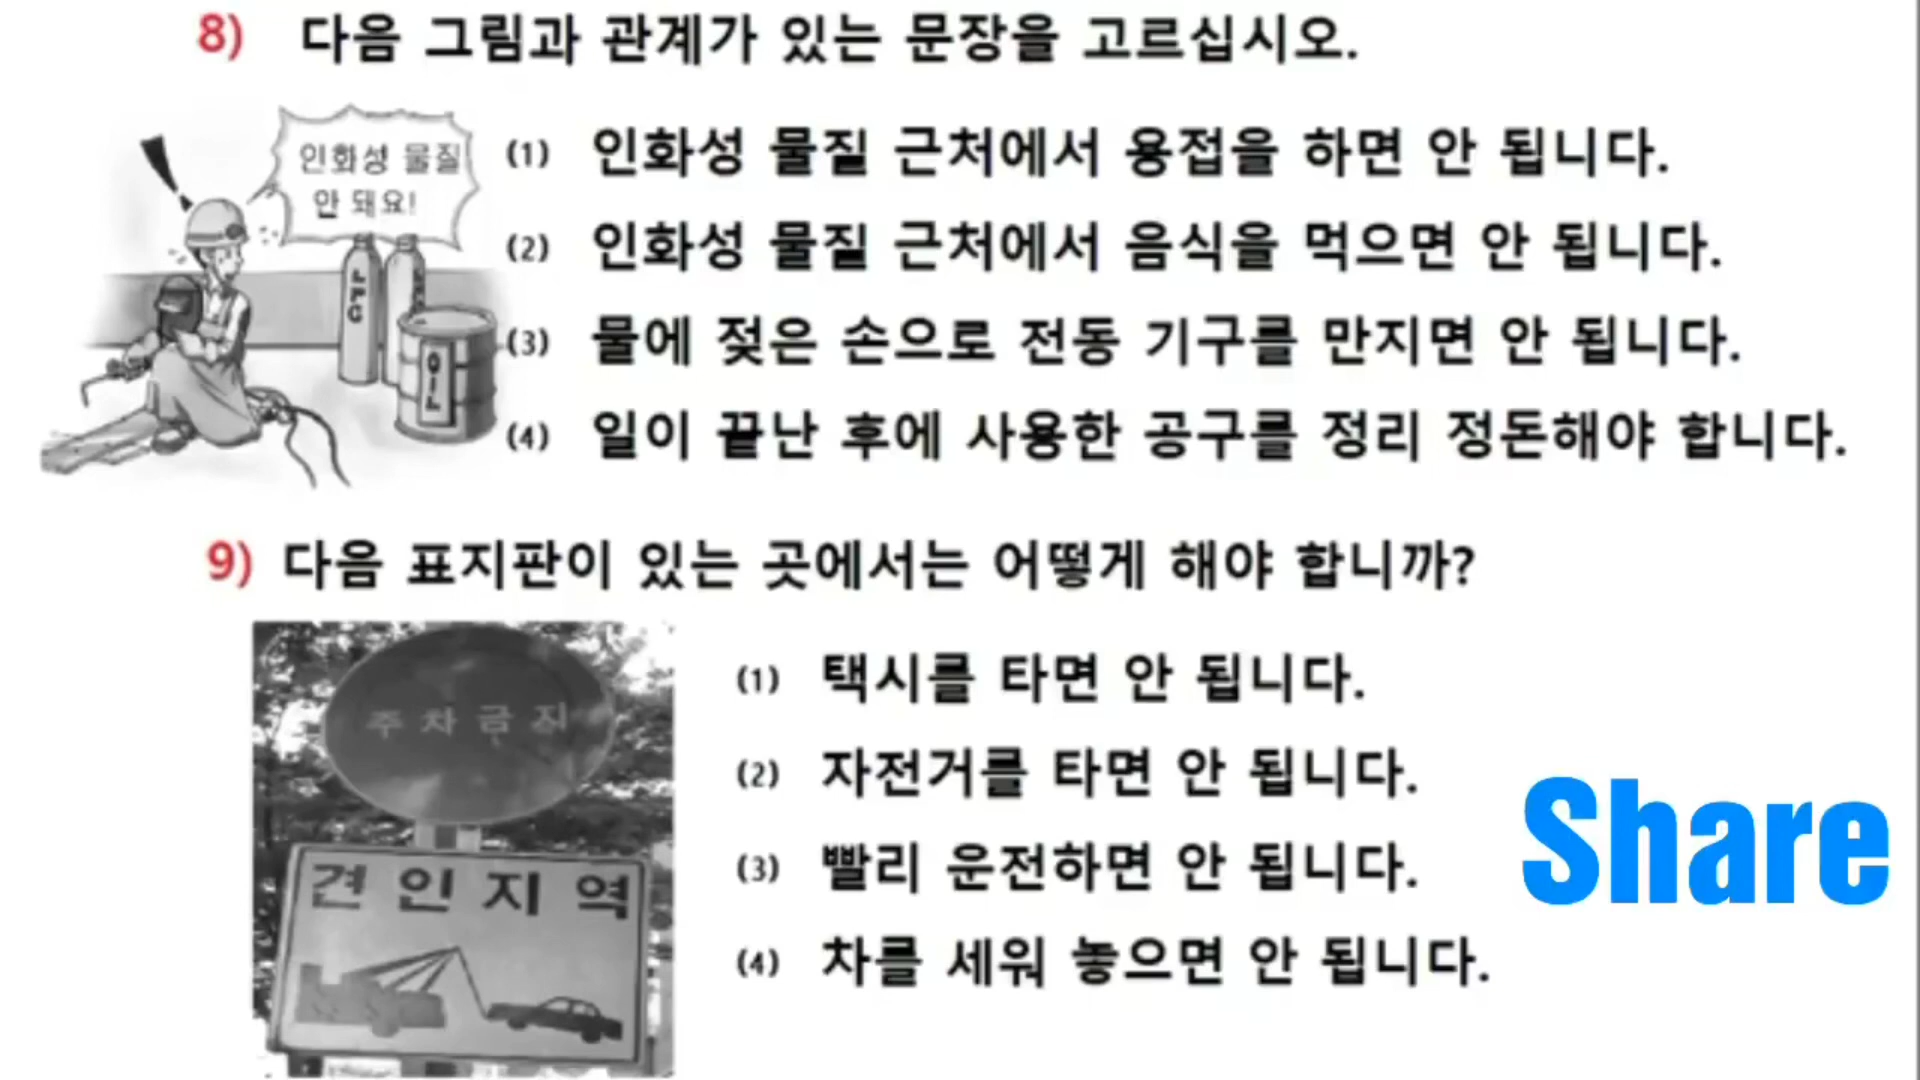 8) 다음 그림과 관계가 있는 문장을 고르십시오.
인화성 물질
안 돼요!
LPG
OIL
(1) 인화성 물질 근처에서 용접을 하면 안 됩니다.
(2) 인화성 물질 근처에서 음식을 먹으면 안 됩니다.
(3) 물에 젖은 손으로 전동 기구를 만지면 안 됩니다.
(4) 일이 끝난 후에 사용한 공구를 정리 정돈해야 합니다.
9) 다음 표지판이 있는 곳에서는 어떻게 해야 합니까?
주차금지
견인지역
(1) 택시를 타면 안 됩니다.
(2) 자전거를 타면 안 됩니다.
(3) 빨리 운전하면 안 됩니다.
(4) 차를 세워 놓으면 안 됩니다.
Share